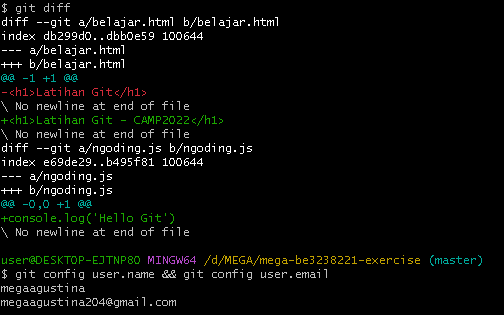 $ git diff
diff --git a/belajar.html b/belajar.html
index db299d0..dbb0e59 100644
--- a/belajar.html
+++ b/belajar.html
@@ -1 +1 @@
-<h1>Latihan Git</h1>
\ No newline at end of file
+<h1>Latihan Git - CAMP2022</h1>
\ No newline at end of file
diff --git a/ngoding.js b/ngoding.js
index e69de29..b495f81 100644
--- a/ngoding.js
+++ b/ngoding.js
@@ -0,0 +1 @@
+console.log('Hello Git')
\ No newline at end of file
user@DESKTOP-EJTNP80 MINGW64 /d/MEGA/mega-be3238221-exercise (master)
$ git config user.name && git config user.email
megaagustina
megaagustina204@gmail.com